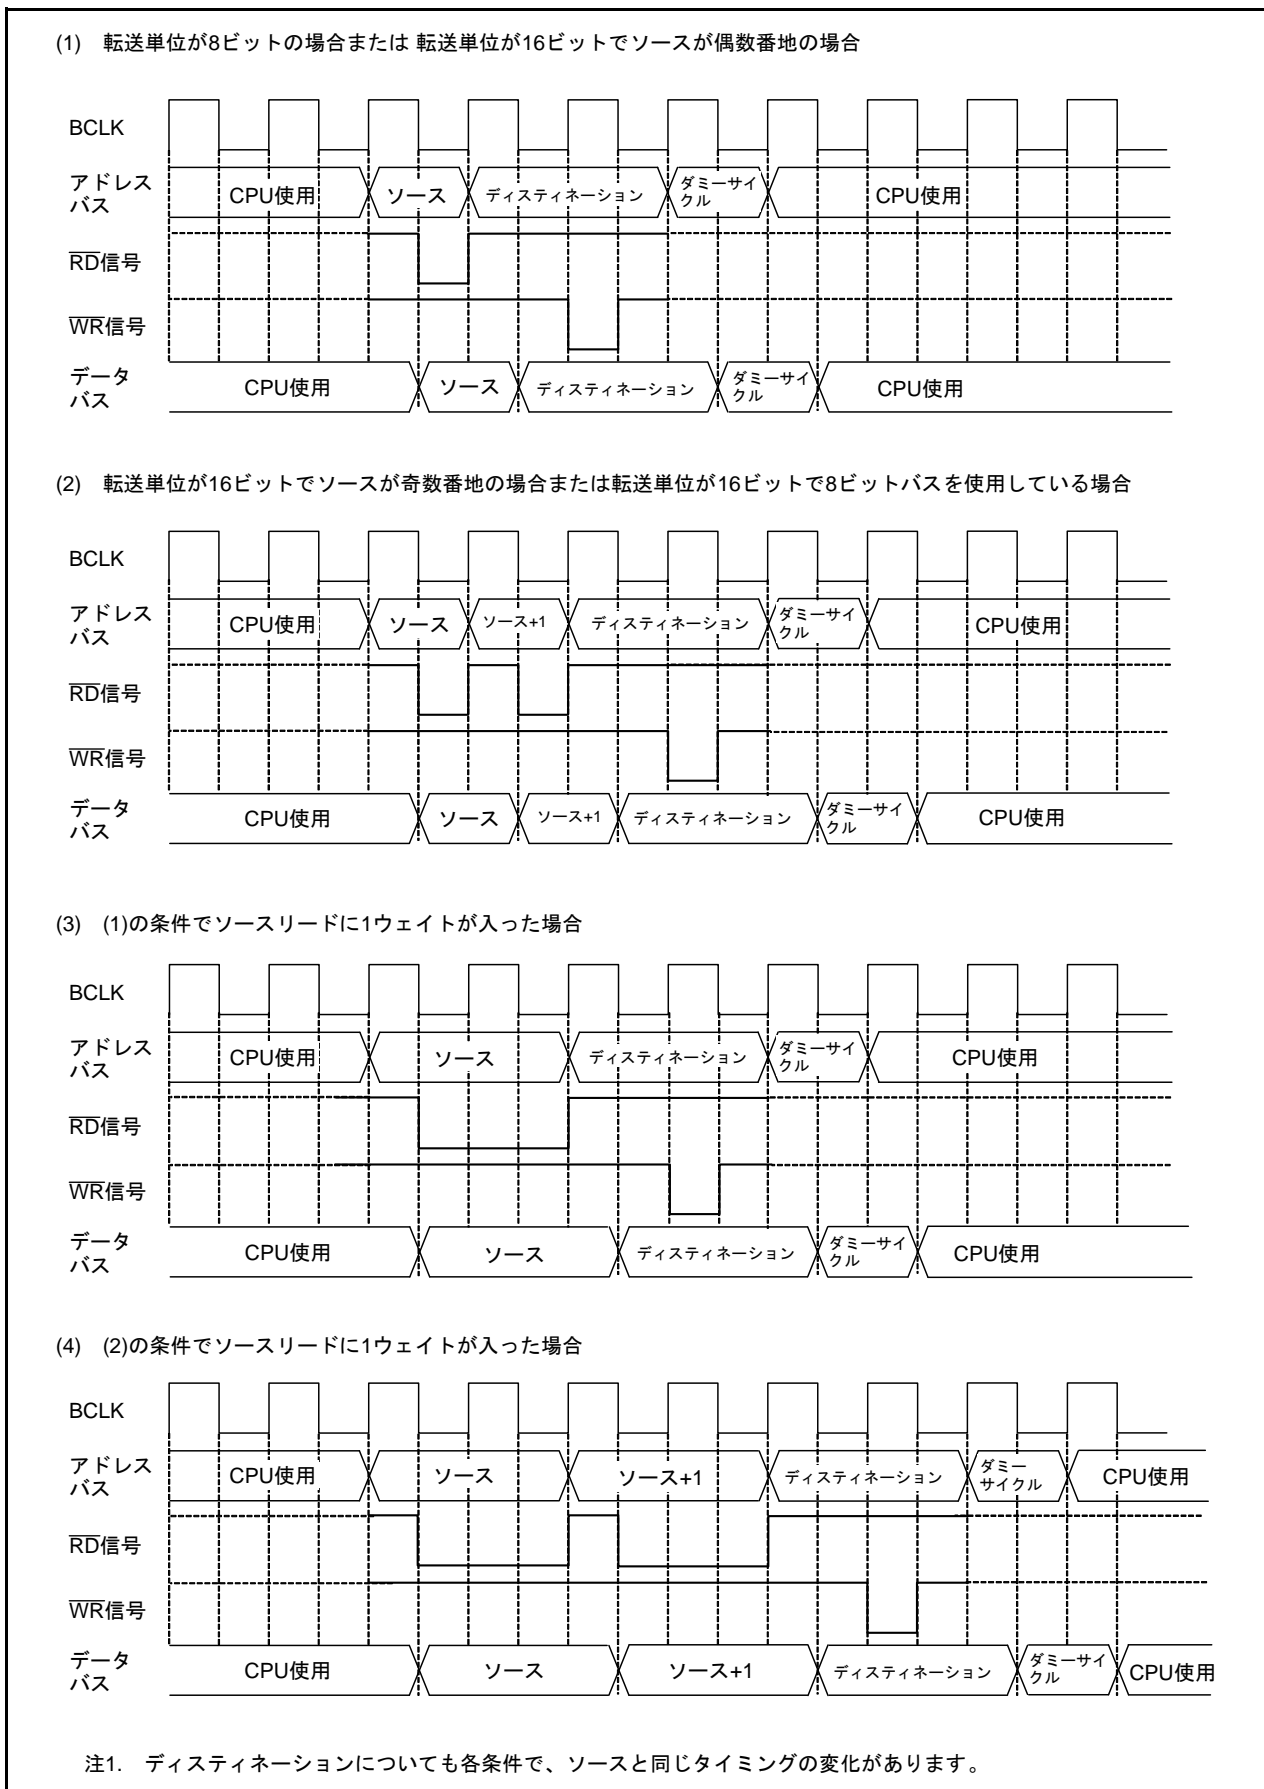 (1) 転送単位が8ビットの場合または 転送単位が16ビットでソースが偶数番地の場合
BCLK
アドレス
バス
CPU使用
ソース
ディスティネーション
ダミーサイ
クル
CPU使用
RD信号
WR信号
データ
バス
CPU使用
ソース
ディスティネーション
ダミーサイ
クル
CPU使用
(2) 転送単位が16ビットでソースが奇数番地の場合または転送単位が16ビットで8ビットバスを使用している場合
BCLK
アドレス
バス
CPU使用
ソース
ソース+1
ディスティネーション
ダミーサイ
クル
CPU使用
RD信号
WR信号
データ
バス
CPU使用
ソース
ソース+1
ディスティネーション
ダミーサイ
クル
CPU使用
(3) (1)の条件でソースリードに1ウェイトが入った場合
BCLK
アドレス
バス
CPU使用
ソース
ディスティネーション
ダミーサイ
クル
CPU使用
RD信号
WR信号
データ
バス
CPU使用
ソース
ディスティネーション
ダミーサイ
クル
CPU使用
(4) (2)の条件でソースリードに1ウェイトが入った場合
BCLK
アドレス
バス
CPU使用
ソース
ソース+1
ディスティネーション
ダミー
サイクル
CPU使用
RD信号
WR信号
データ
バス
CPU使用
ソース
ソース+1
ディスティネーション
ダミーサイ
クル
CPU使用
注1. ディスティネーションについても各条件で、ソースと同じタイミングの変化があります。